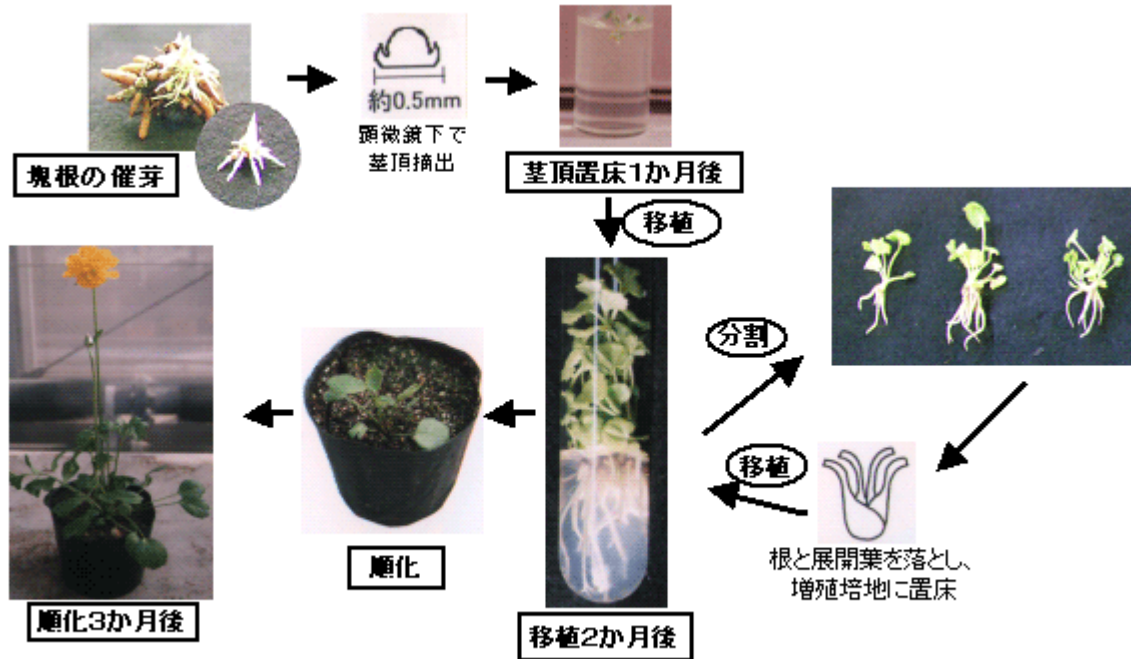 塊根の催芽
約0.5mm
顕微鏡下で
茎頂摘出
茎頂置床1か月後
移植
分割
移植
根と展開葉を落とし、
増殖培地に置床
移植2か月後
順化
順化3か月後